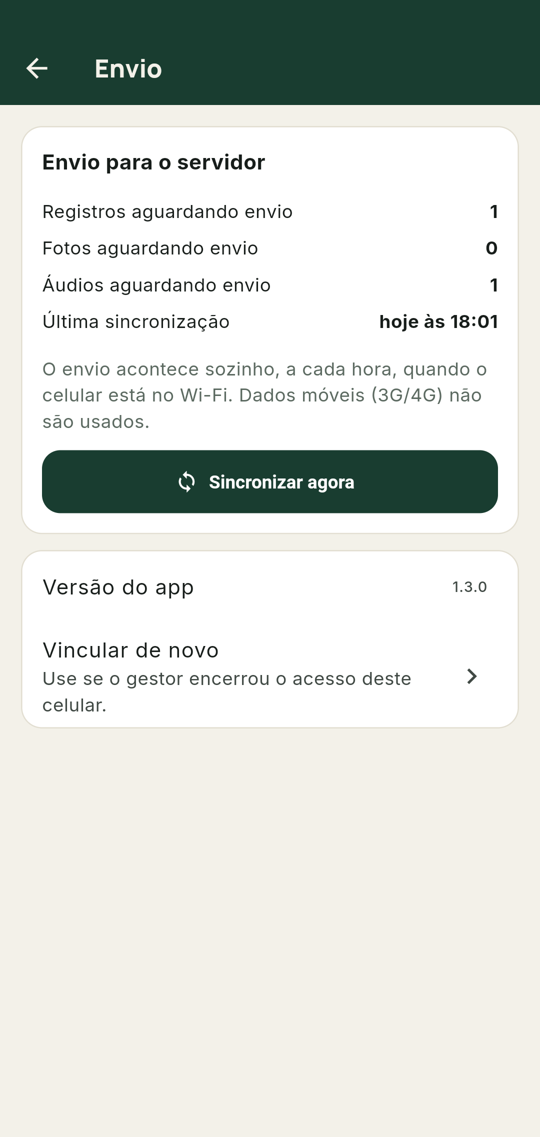 Envio
Envio para o servidor
Registros aguardando envio 1
Fotos aguardando envio 0
Áudios aguardando envio 1
Última sincronização hoje às 18:01
O envio acontece sozinho, a cada hora, quando o
celular está no Wi-Fi. Dados móveis (3G/4G) não
são usados.
Sincronizar agora
Versão do app 1.3.0
Vincular de novo
Use se o gestor encerrou o acesso deste
celular.